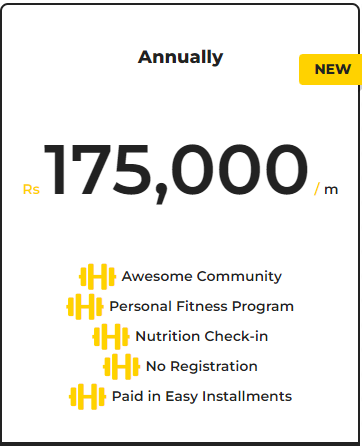 Annually
NEW
Rs 175,000 / m
Awesome Community
Personal Fitness Program
Nutrition Check-in
No Registration
Paid in Easy Installments